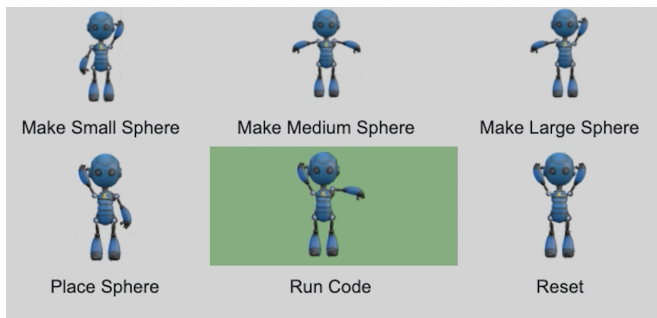 Make Small Sphere
Make Medium Sphere
Make Large Sphere
Place Sphere
Run Code
Reset